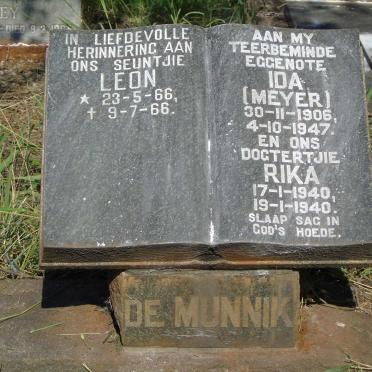 IN LIEFDEVOLLE
HERINNERING AAN
ONS SEUNTJIE
LEON
* 23-5-66,
† 9-7-66.
AAN MY
TEERBEMINDE
EGGENOTE
IDA
(MEYER)
30-11-1906,
4-10-1947.
EN ONS
DOGTERTJIE
RIKA
17-1-1940,
19-1-1940.
SLAAP SAG IN
GOD'S HOEDE.
DE MUNNIK